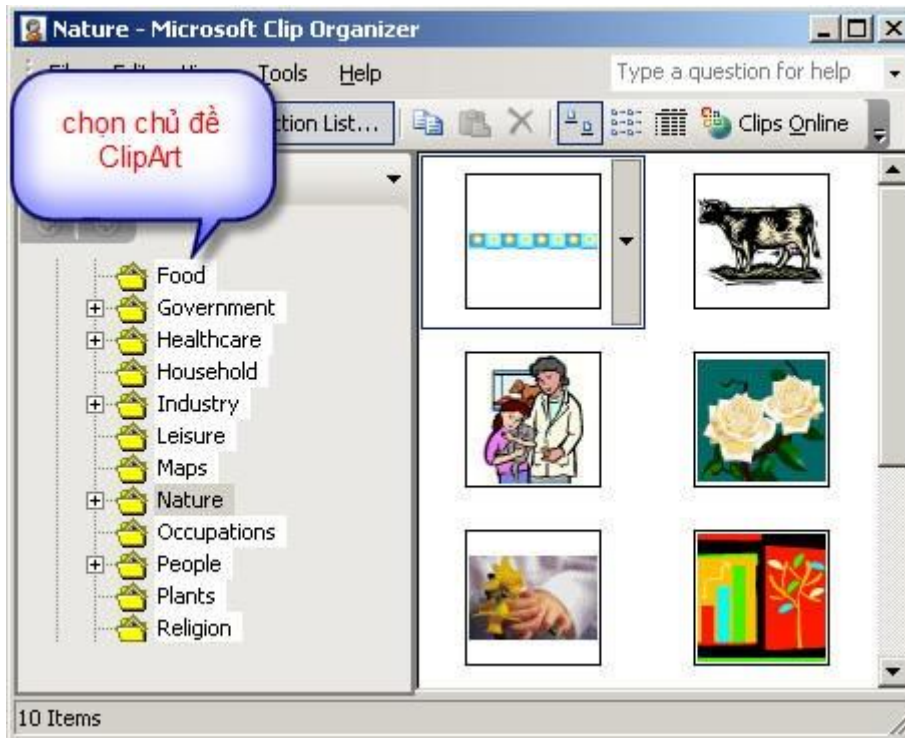 Nature - Microsoft Clip Organizer
Tools Help Type a question for help
chọn chủ đề
ClipArt
List... Clips Online
Food
Government
Healthcare
Household
Industry
Leisure
Maps
Nature
Occupations
People
Plants
Religion
10 Items